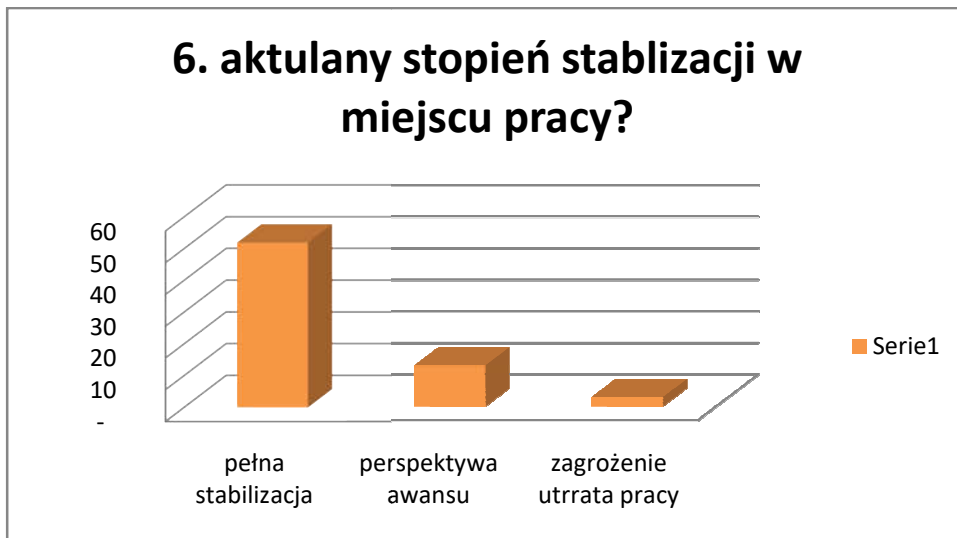 6. aktulany stopień stablizacji w
miejscu pracy?
60
50
40
30
20
10
-
Serie1
pełna
stabilizacja
perspektywa
awansu
zagrożenie
utrrata pracy